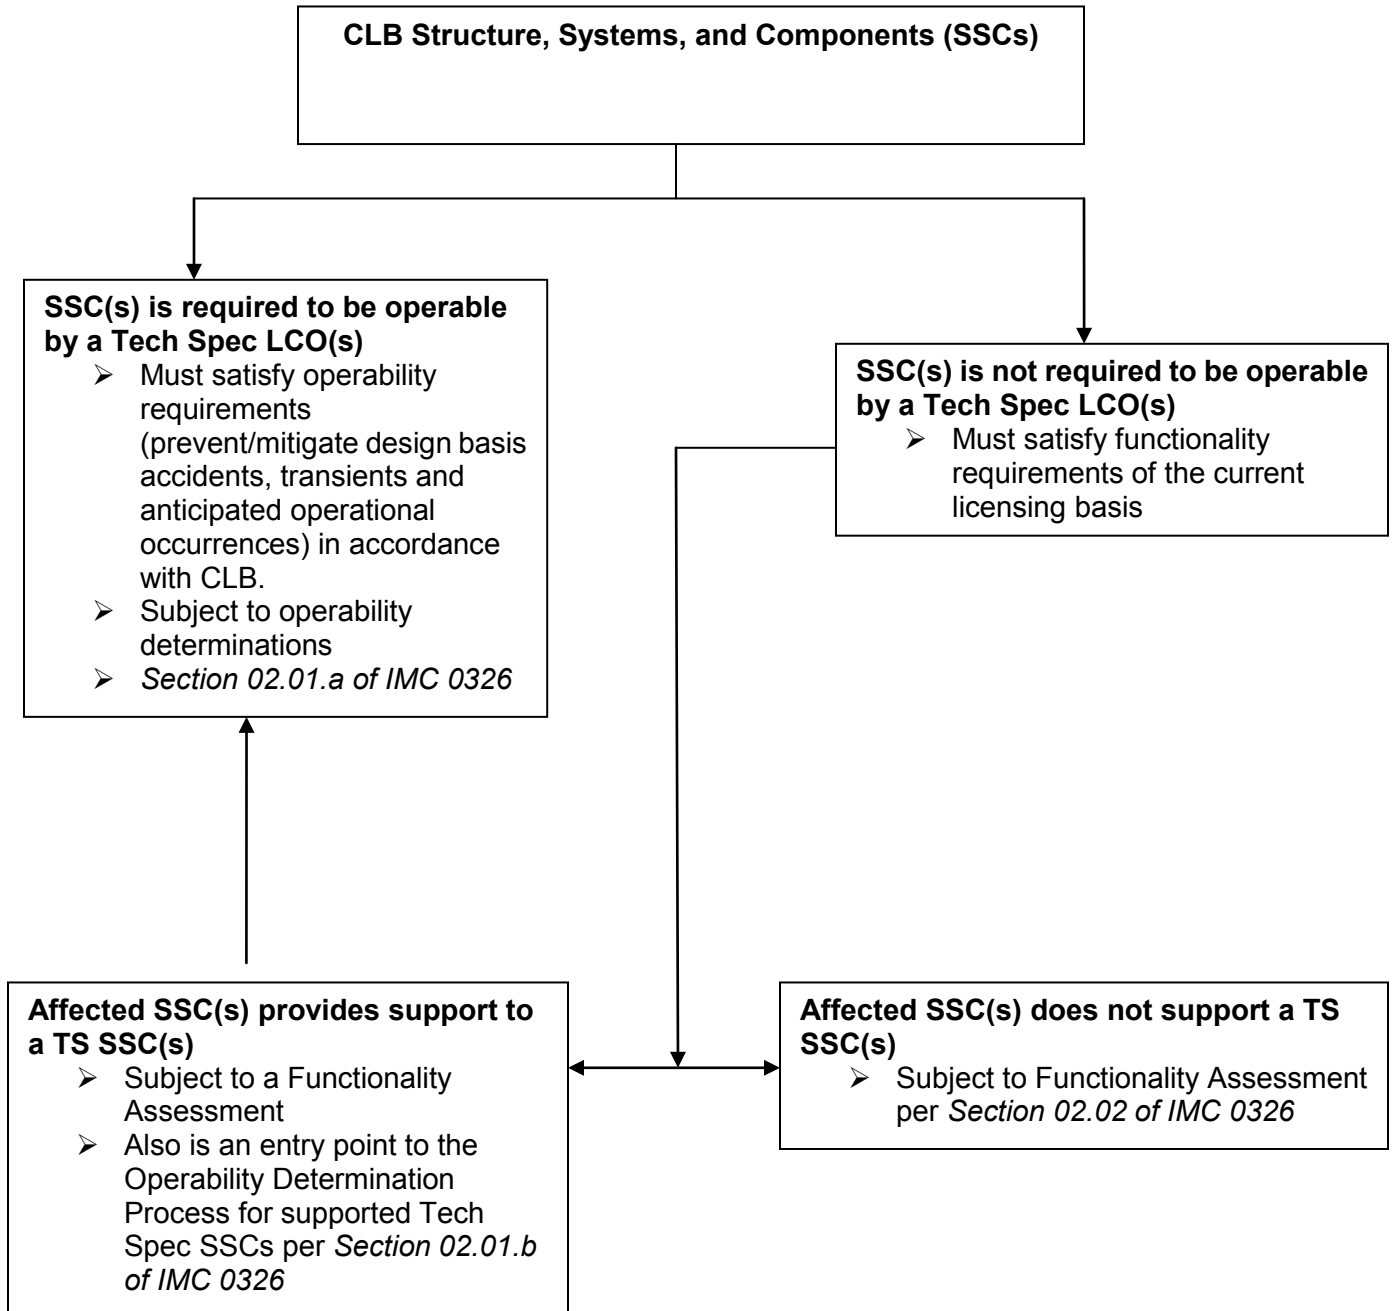 CLB Structure, Systems, and Components (SSCs)
SSC(s) is required to be operable
by a Tech Spec LCO(s)
➢ Must satisfy operability
requirements
(prevent/mitigate design basis
accidents, transients and
anticipated operational
occurrences) in accordance
with CLB.
➢ Subject to operability
determinations
➢ Section 02.01.a of IMC 0326
SSC(s) is not required to be operable
by a Tech Spec LCO(s)
➢ Must satisfy functionality
requirements of the current
licensing basis
Affected SSC(s) provides support to
a TS SSC(s)
➢ Subject to a Functionality
Assessment
➢ Also is an entry point to the
Operability Determination
Process for supported Tech
Spec SSCs per Section 02.01.b
of IMC 0326
Affected SSC(s) does not support a TS
SSC(s)
➢ Subject to Functionality Assessment
per Section 02.02 of IMC 0326